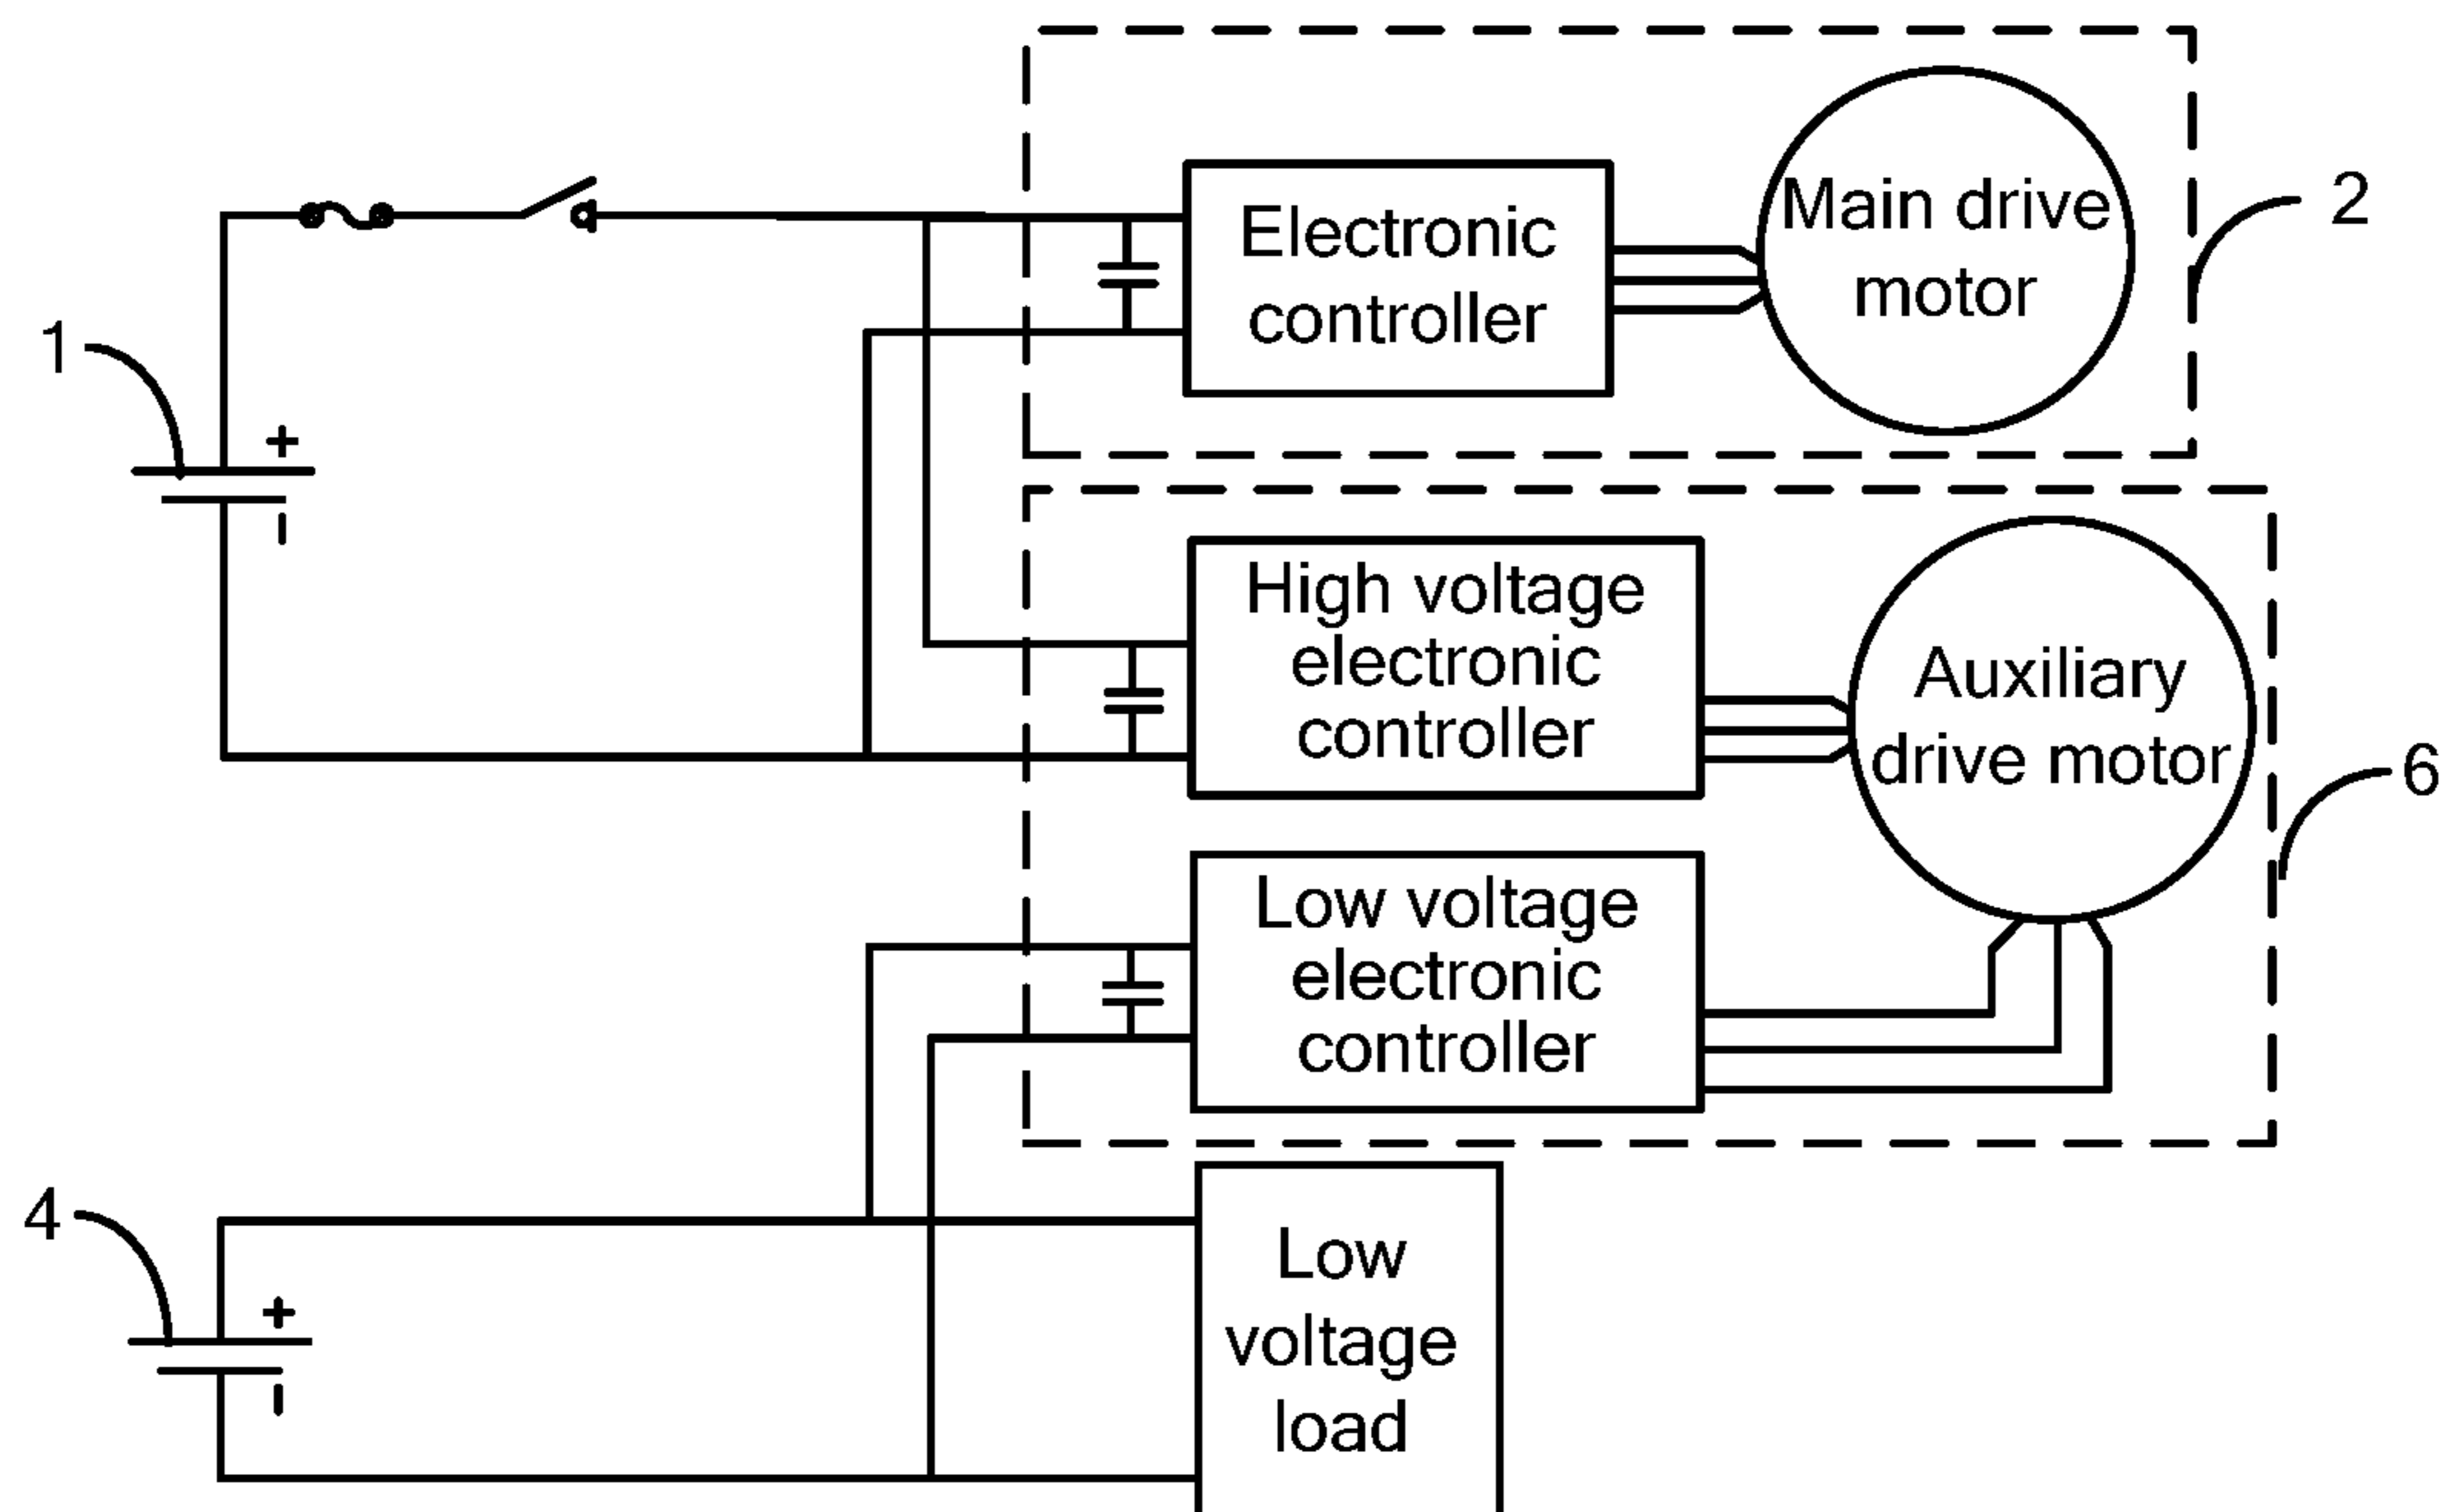 Main drive
motor
2
Electronic
controller
1
+
-
High voltage
electronic
controller
Auxiliary
drive motor
6
Low voltage
electronic
controller
4
+
-
Low
voltage
load